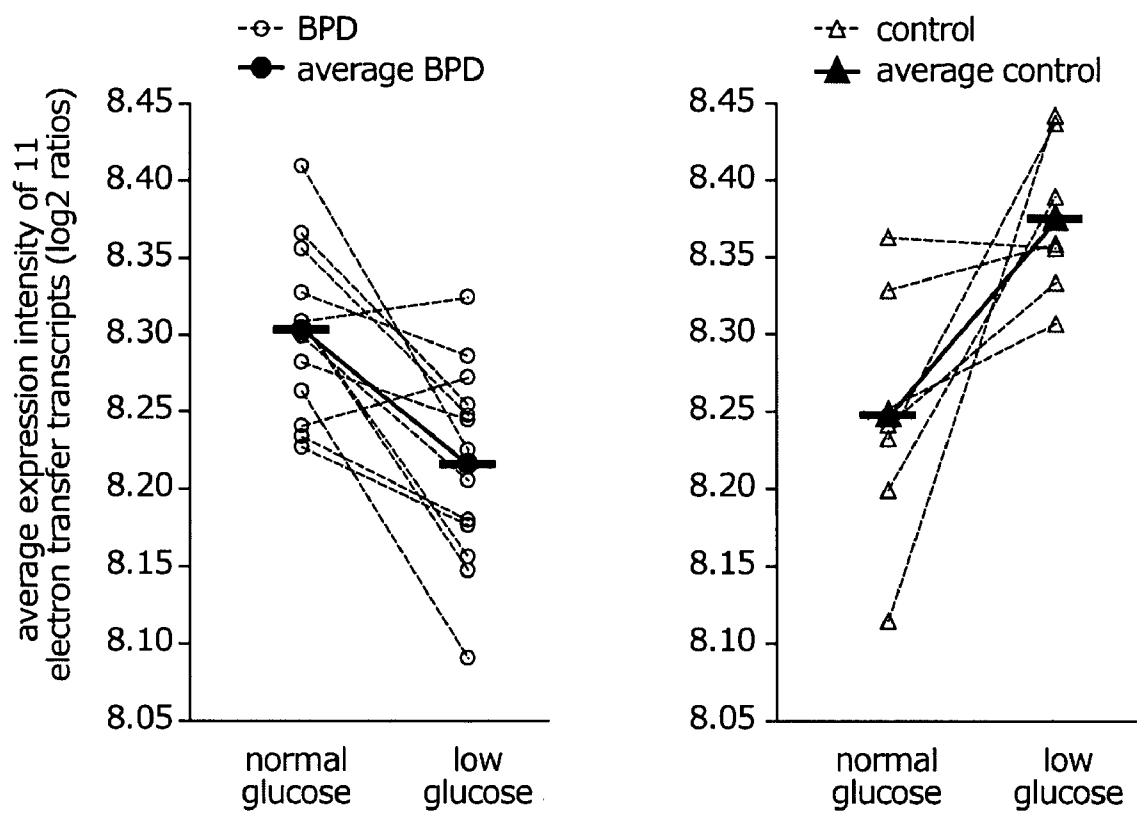 BPD
average BPD
control
average control
average expression intensity of 11
electron transfer transcripts (log2 ratios)
8.45
8.40
8.35
8.30
8.25
8.20
8.15
8.10
8.05
normal
glucose
low
glucose
8.45
8.40
8.35
8.30
8.25
8.20
8.15
8.10
8.05
normal
glucose
low
glucose